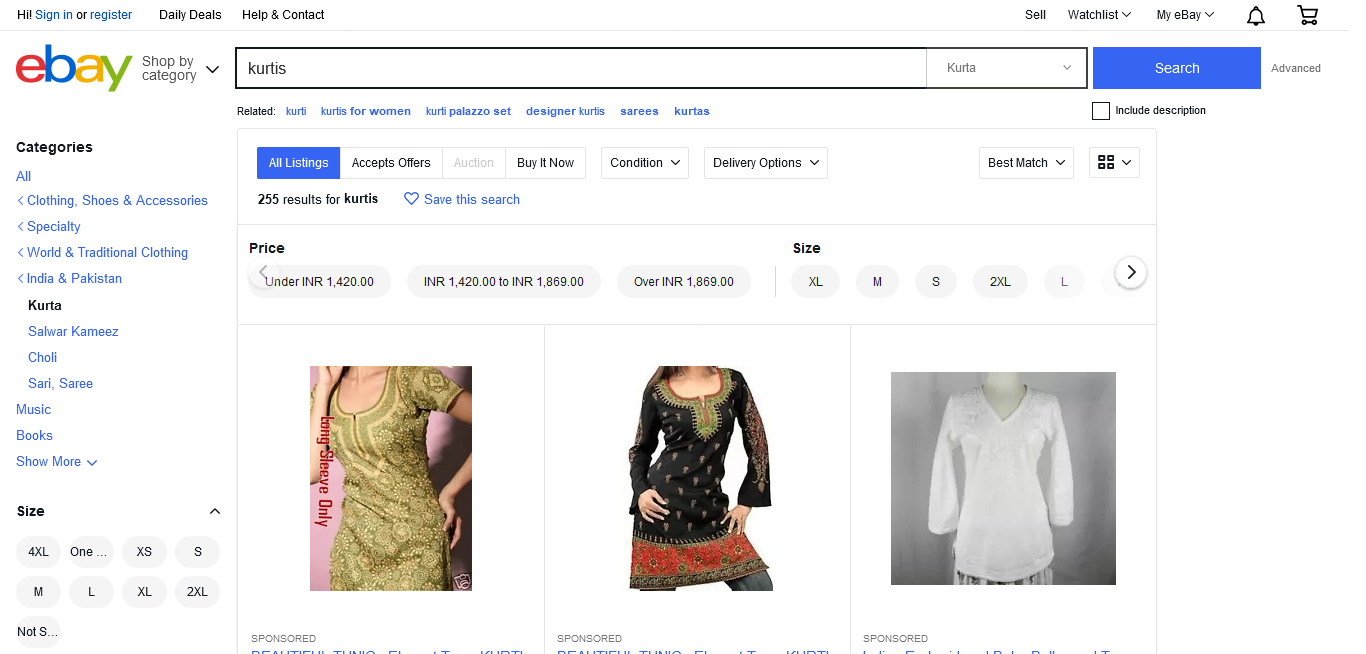 Hi! Sign in or register Daily Deals Help & Contact Sell Watchlist My eBay
ebay Shop by category kurtis Kurta Search Advanced
Related: kurti kurtis for women kurti palazzo set designer kurtis sarees kurtas Include description
Categories
All
Clothing, Shoes & Accessories
Specialty
World & Traditional Clothing
India & Pakistan
Kurta
Salwar Kameez
Choli
Sari, Saree
Music
Books
Show More
Size
4XL One ... XS S
M L XL 2XL
Not S...
All Listings Accepts Offers Auction Buy It Now Condition Delivery Options Best Match
255 results for kurtis Save this search
Price Size
Under INR 1,420.00 INR 1,420.00 to INR 1,869.00 Over INR 1,869.00 XL M S 2XL L
Long Sleeve Only
SPONSORED SPONSORED SPONSORED